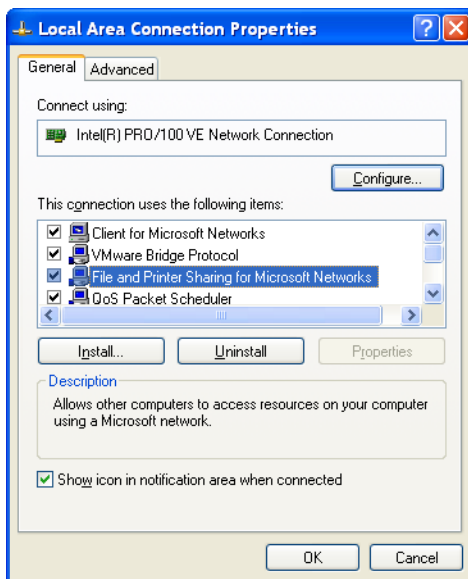 Local Area Connection Properties
General Advanced
Connect using:
Intel(R) PRO/100 VE Network Connection
Configure...
This connection uses the following items:
Client for Microsoft Networks
VMware Bridge Protocol
File and Printer Sharing for Microsoft Networks
QoS Packet Scheduler
Install... Uninstall Properties
Description
Allows other computers to access resources on your computer
using a Microsoft network.
Show icon in notification area when connected
OK Cancel